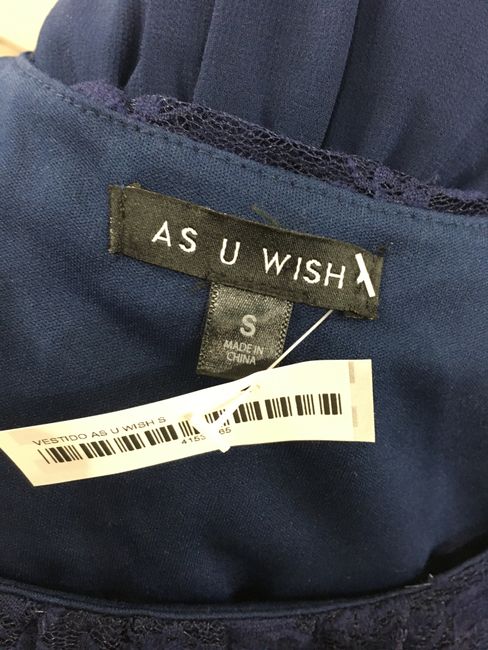 AS U WISH
S
MADE IN
CHINA
VESTIDO AS U WISH S